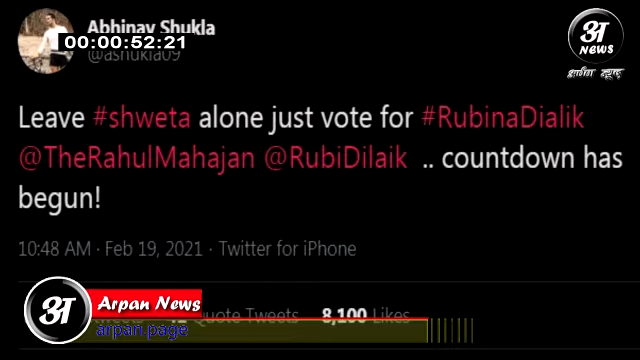 Abhinav Shukla
00:00:52:21
@ashukla09
अ
NEWS
Leave #shweta alone just vote for #RubinaDialik
@TheRahulMahajan @RubiDilaik .. countdown has
begun!
10:48 AM · Feb 19, 2021 · Twitter for iPhone
अ
Arpan News
Quote Tweets 8,100 Likes
arpan.page